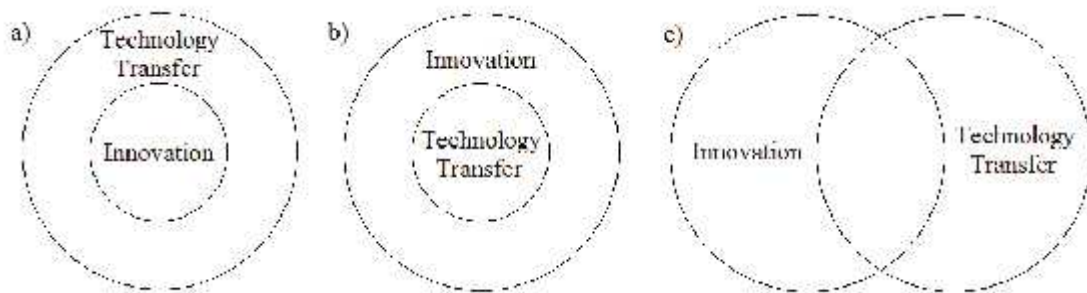 a)
Technology
Transfer
Innovation
b)
Innovation
Technology
Transfer
c)
Innovation
Technology
Transfer